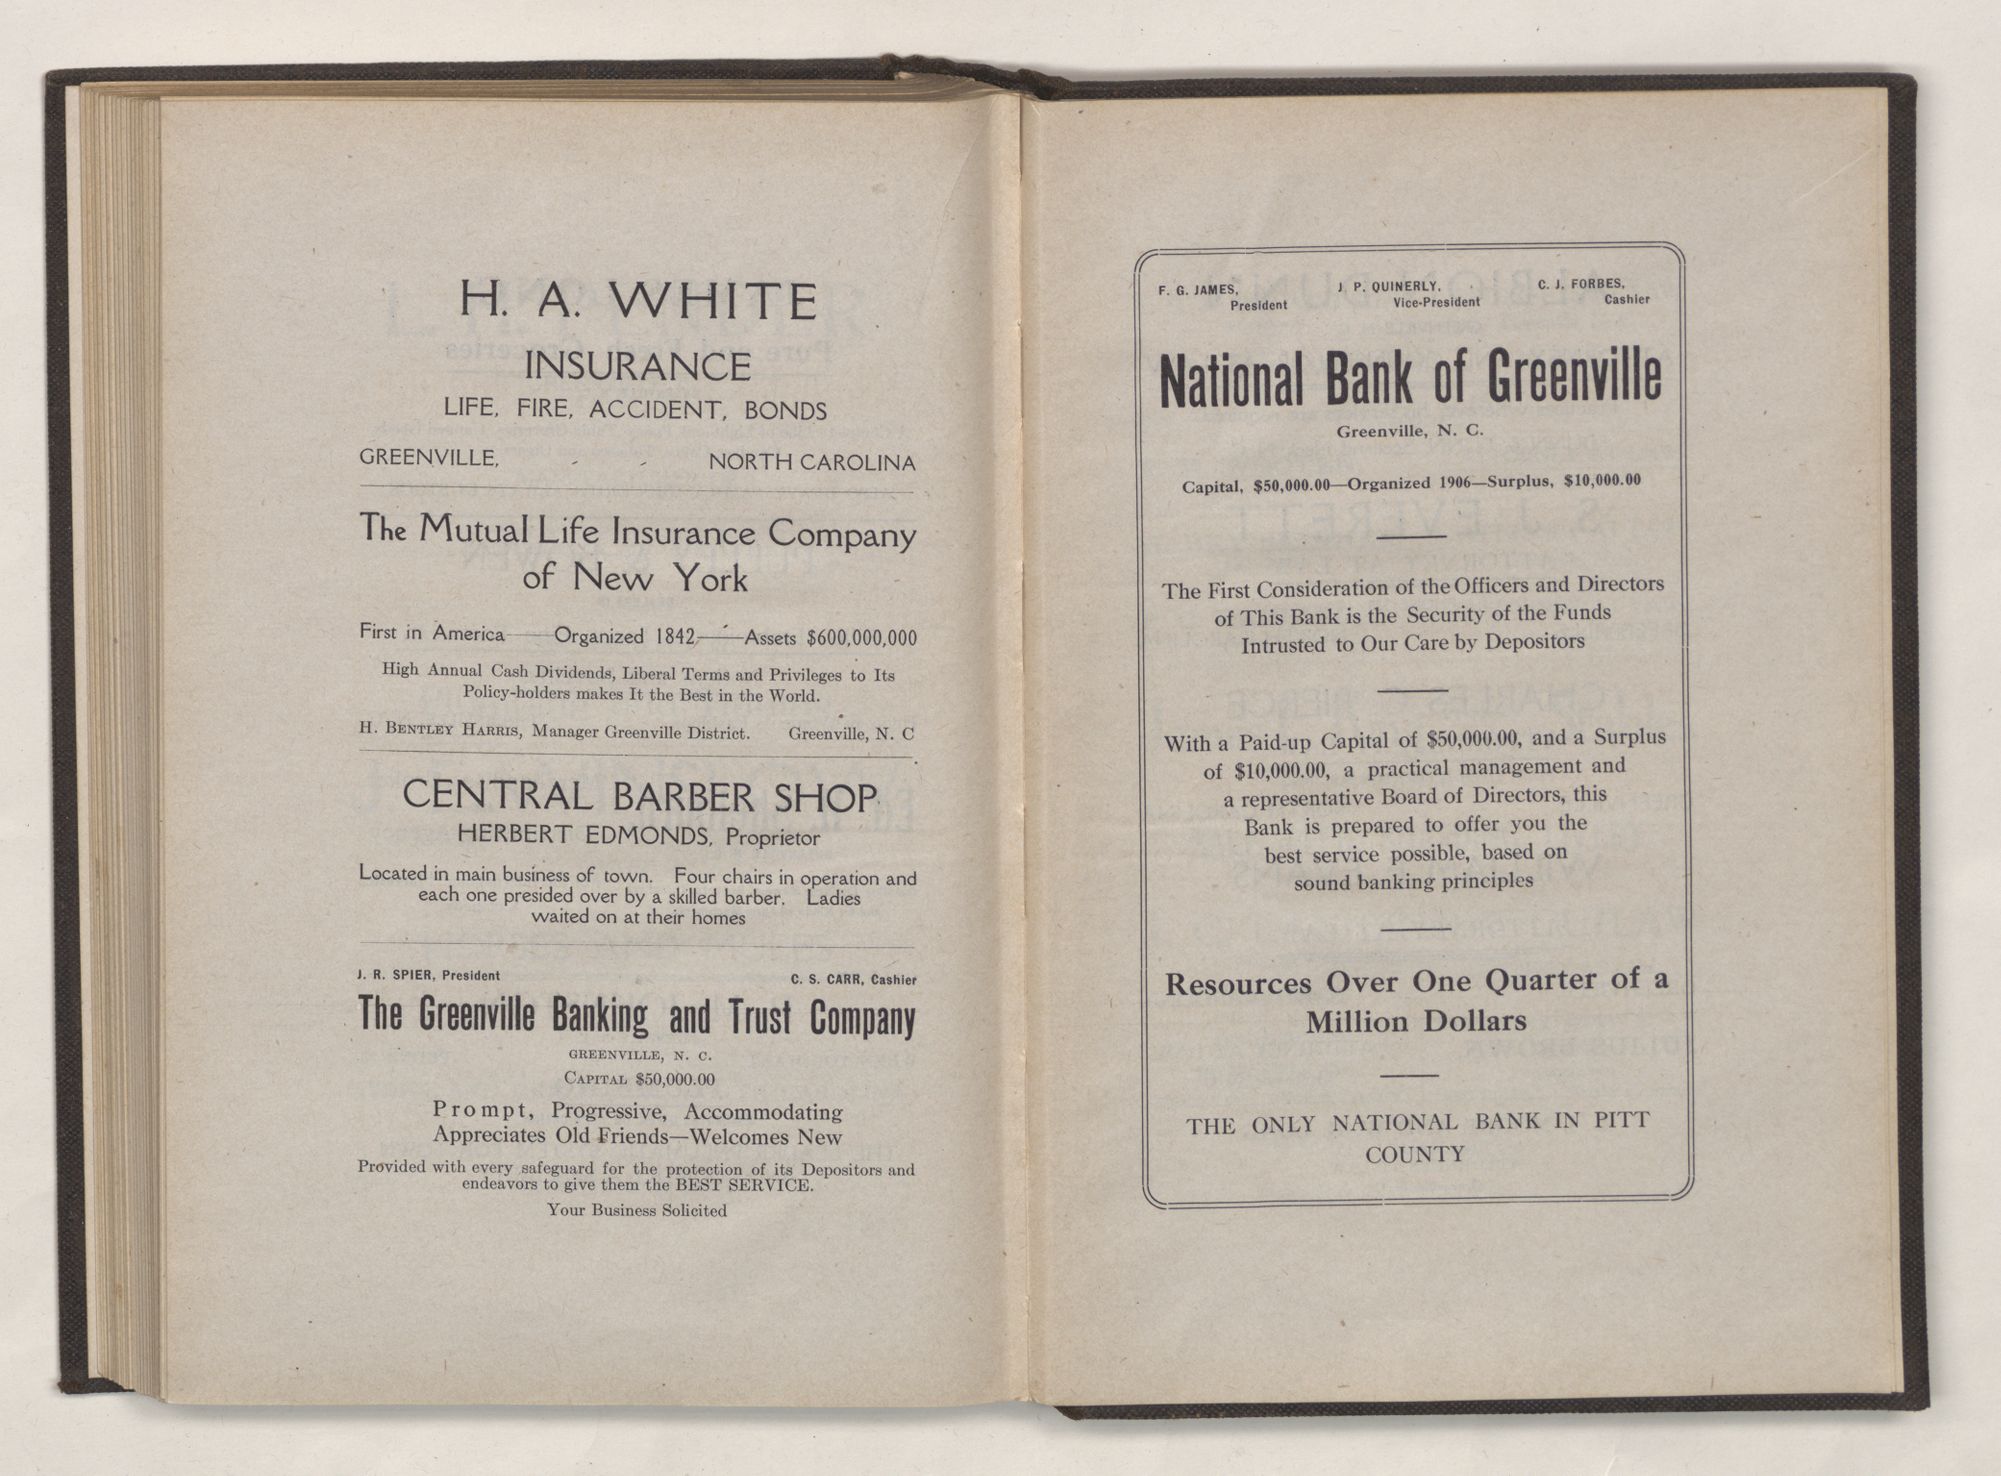 H. A. WHITE
INSURANCE
LIFE, FIRE, ACCIDENT, BONDS
GREENVILLE, - - NORTH CAROLINA
The Mutual Life Insurance Company
of New York
First in America——Organized 1842——Assets $600,000,000
High Annual Cash Dividends, Liberal Terms and Privileges to Its
Policy-holders makes It the Best in the World.
H. BENTLEY HARRIS, Manager Greenville District. Greenville, N. C
CENTRAL BARBER SHOP
HERBERT EDMONDS, Proprietor
Located in main business of town. Four chairs in operation and
each one presided over by a skilled barber. Ladies
waited on at their homes
J. R. SPIER, President C. S. CARR, Cashier
The Greenville Banking and Trust Company
GREENVILLE, N. C.
CAPITAL $50,000.00
Prompt, Progressive, Accommodating
Appreciates Old Friends—Welcomes New
Provided with every safeguard for the protection of its Depositors and
endeavors to give them the BEST SERVICE.
Your Business Solicited
F. G. JAMES, J. P. QUINERLY, C. J. FORBES,
President Vice-President Cashier
National Bank of Greenville
Greenville, N. C.
Capital, $50,000.00—Organized 1906—Surplus, $10,000.00
The First Consideration of the Officers and Directors
of This Bank is the Security of the Funds
Intrusted to Our Care by Depositors
With a Paid-up Capital of $50,000.00, and a Surplus
of $10,000.00, a practical management and
a representative Board of Directors, this
Bank is prepared to offer you the
best service possible, based on
sound banking principles
Resources Over One Quarter of a
Million Dollars
THE ONLY NATIONAL BANK IN PITT
COUNTY